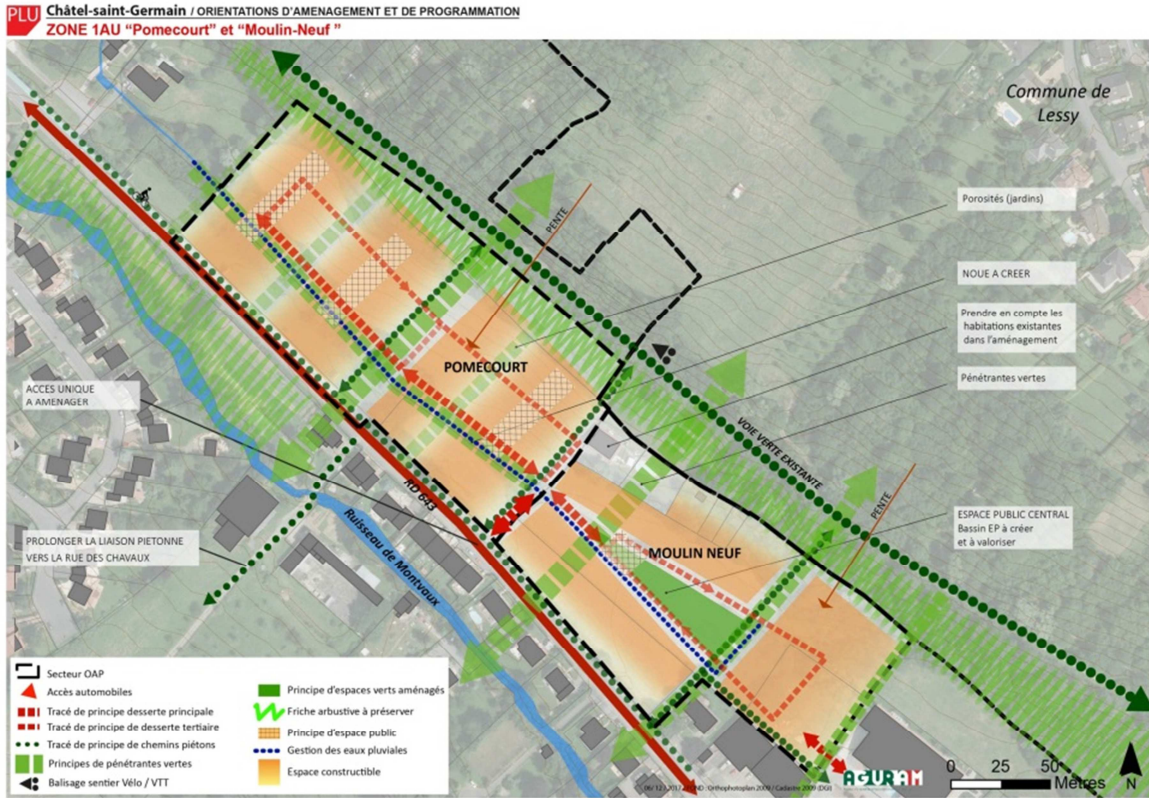 PLU
Châtel-saint-Germain / ORIENTATIONS D'AMENAGEMENT ET DE PROGRAMMATION
ZONE 1AU “Pomecourt” et “Moulin-Neuf ”
Commune de
Lessy
Porosités (jardins)
PENTE
NOUE A CREER
Prendre en compte les
habitations existantes
dans l'aménagement
POMECOURT
Pénétrantes vertes
ACCES UNIQUE
A AMENAGER
VOIE VERTE EXISTANTE
RD 643
PENTE
ESPACE PUBLIC CENTRAL
Bassin EP à créer
et à valoriser
PROLONGER LA LIAISON PIETONNE
VERS LA RUE DES CHAVAUX
MOULIN NEUF
Ruisseau de Montvaux
Secteur OAP
Accès automobiles
Tracé de principe desserte principale
Tracé de principe de desserte tertiaire
Tracé de principe de chemins piétons
Principes de pénétrantes vertes
Balisage sentier Vélo / VTT
Principe d'espaces verts aménagés
Friche arbustive à préserver
Principe d'espace public
Gestion des eaux pluviales
Espace constructible
AGURAM
0 25 50
Mètres
N
Orthophotoplan 2009 / Cadastre 2009 (DGI)